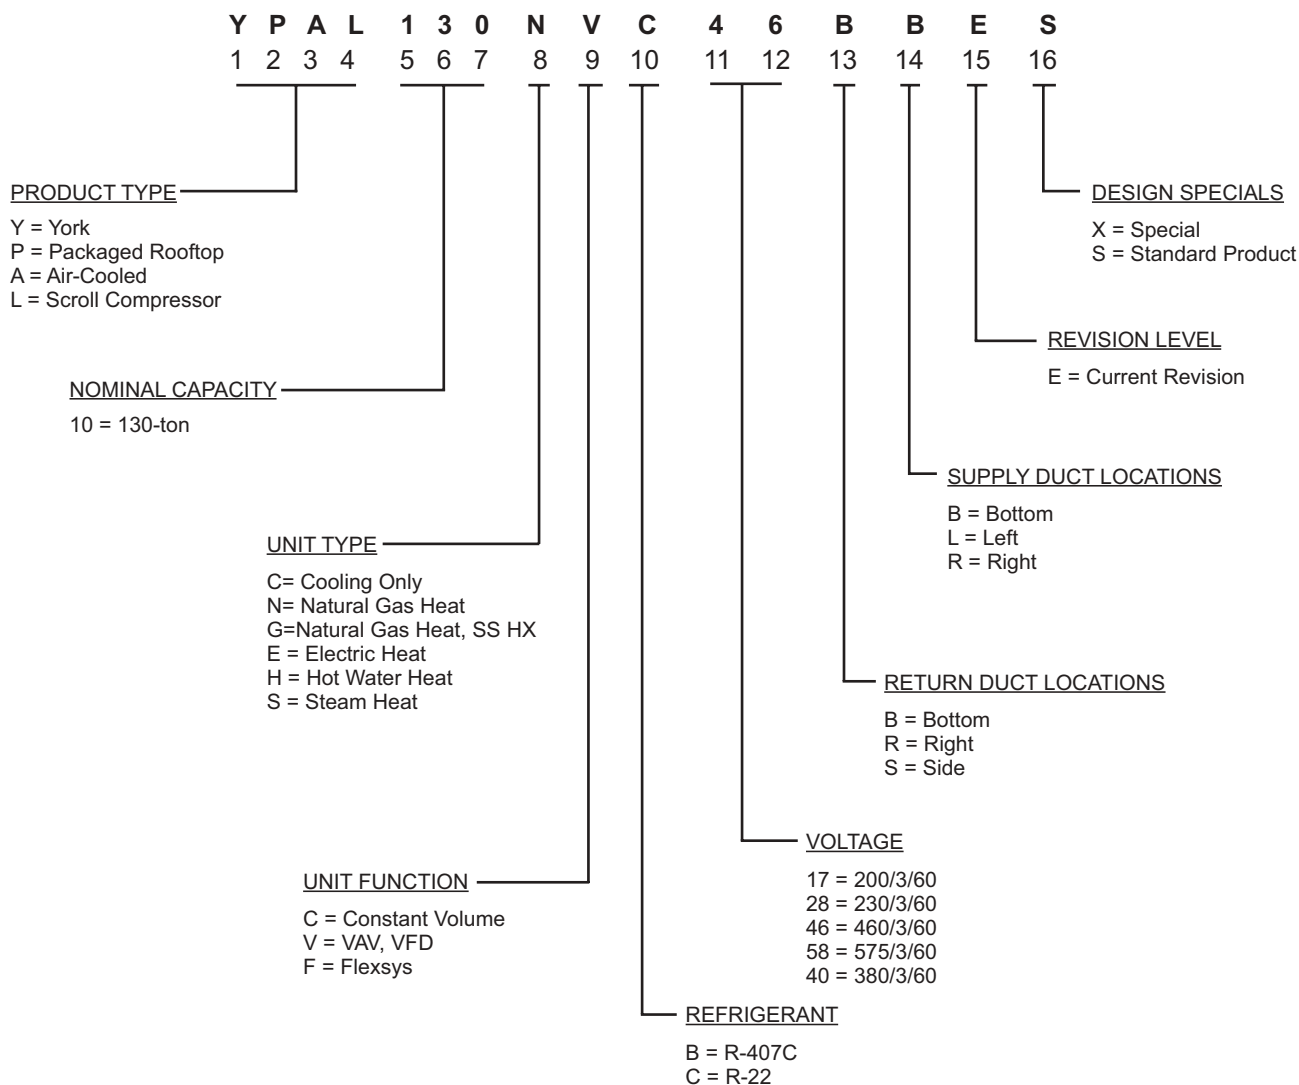 Y P A L 1 3 0 N V C 4 6 B B E S
1 2 3 4 5 6 7 8 9 10 11 12 13 14 15 16
PRODUCT TYPE
Y = York
P = Packaged Rooftop
A = Air-Cooled
L = Scroll Compressor
DESIGN SPECIALS
X = Special
S = Standard Product
REVISION LEVEL
E = Current Revision
NOMINAL CAPACITY
10 = 130-ton
SUPPLY DUCT LOCATIONS
B = Bottom
L = Left
R = Right
UNIT TYPE
C= Cooling Only
N= Natural Gas Heat
G=Natural Gas Heat, SS HX
E = Electric Heat
H = Hot Water Heat
S = Steam Heat
RETURN DUCT LOCATIONS
B = Bottom
R = Right
S = Side
VOLTAGE
17 = 200/3/60
28 = 230/3/60
46 = 460/3/60
58 = 575/3/60
40 = 380/3/60
UNIT FUNCTION
C = Constant Volume
V = VAV, VFD
F = Flexsys
REFRIGERANT
B = R-407C
C = R-22